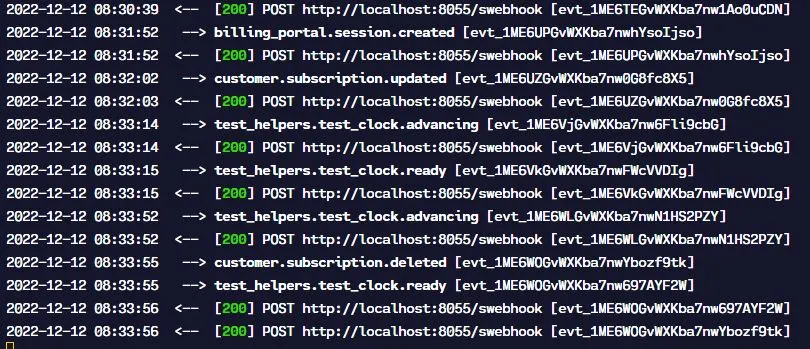 2022-12-12 08:30:39  <--  [200] POST http://localhost:8055/swebhook [evt_1ME6TEGvWXKba7nw1Ao0uCDN]
2022-12-12 08:31:52   --> billing_portal.session.created [evt_1ME6UPGvWXKba7nwhYsoIjso]
2022-12-12 08:31:52  <--  [200] POST http://localhost:8055/swebhook [evt_1ME6UPGvWXKba7nwhYsoIjso]
2022-12-12 08:32:02   --> customer.subscription.updated [evt_1ME6UZGvWXKba7nw0G8fc8X5]
2022-12-12 08:32:03  <--  [200] POST http://localhost:8055/swebhook [evt_1ME6UZGvWXKba7nw0G8fc8X5]
2022-12-12 08:33:14   --> test_helpers.test_clock.advancing [evt_1ME6VjGvWXKba7nw6Fli9cbG]
2022-12-12 08:33:14  <--  [200] POST http://localhost:8055/swebhook [evt_1ME6VjGvWXKba7nw6Fli9cbG]
2022-12-12 08:33:15   --> test_helpers.test_clock.ready [evt_1ME6VkGvWXKba7nwFWcVVDIg]
2022-12-12 08:33:15  <--  [200] POST http://localhost:8055/swebhook [evt_1ME6VkGvWXKba7nwFWcVVDIg]
2022-12-12 08:33:52   --> test_helpers.test_clock.advancing [evt_1ME6WLGvWXKba7nwN1HS2PZY]
2022-12-12 08:33:52  <--  [200] POST http://localhost:8055/swebhook [evt_1ME6WLGvWXKba7nwN1HS2PZY]
2022-12-12 08:33:55   --> customer.subscription.deleted [evt_1ME6WOGvWXKba7nwYbozf9tk]
2022-12-12 08:33:55   --> test_helpers.test_clock.ready [evt_1ME6WOGvWXKba7nw697AYF2W]
2022-12-12 08:33:56  <--  [200] POST http://localhost:8055/swebhook [evt_1ME6WOGvWXKba7nw697AYF2W]
2022-12-12 08:33:56  <--  [200] POST http://localhost:8055/swebhook [evt_1ME6WOGvWXKba7nwYbozf9tk]